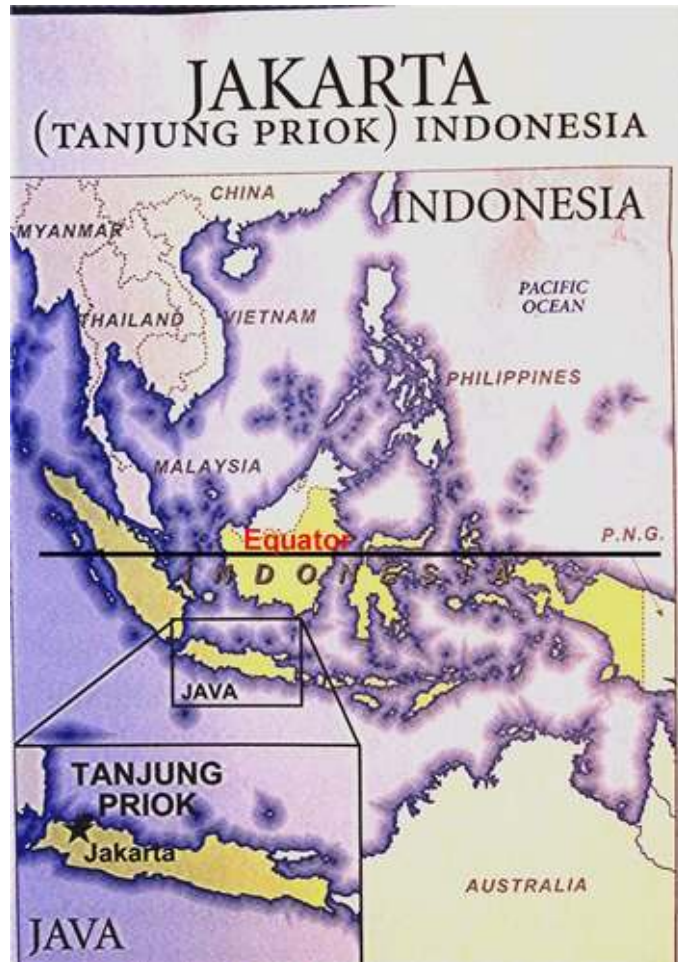 JAKARTA
(TANJUNG PRIOK) INDONESIA
CHINA
INDONESIA
MYANMAR
PACIFIC
OCEAN
THAILAND
VIETNAM
PHILIPPINES
MALAYSIA
P.N.G.
Equator
INDONESIA
JAVA
TANJUNG
PRIOK
Jakarta
AUSTRALIA
JAVA